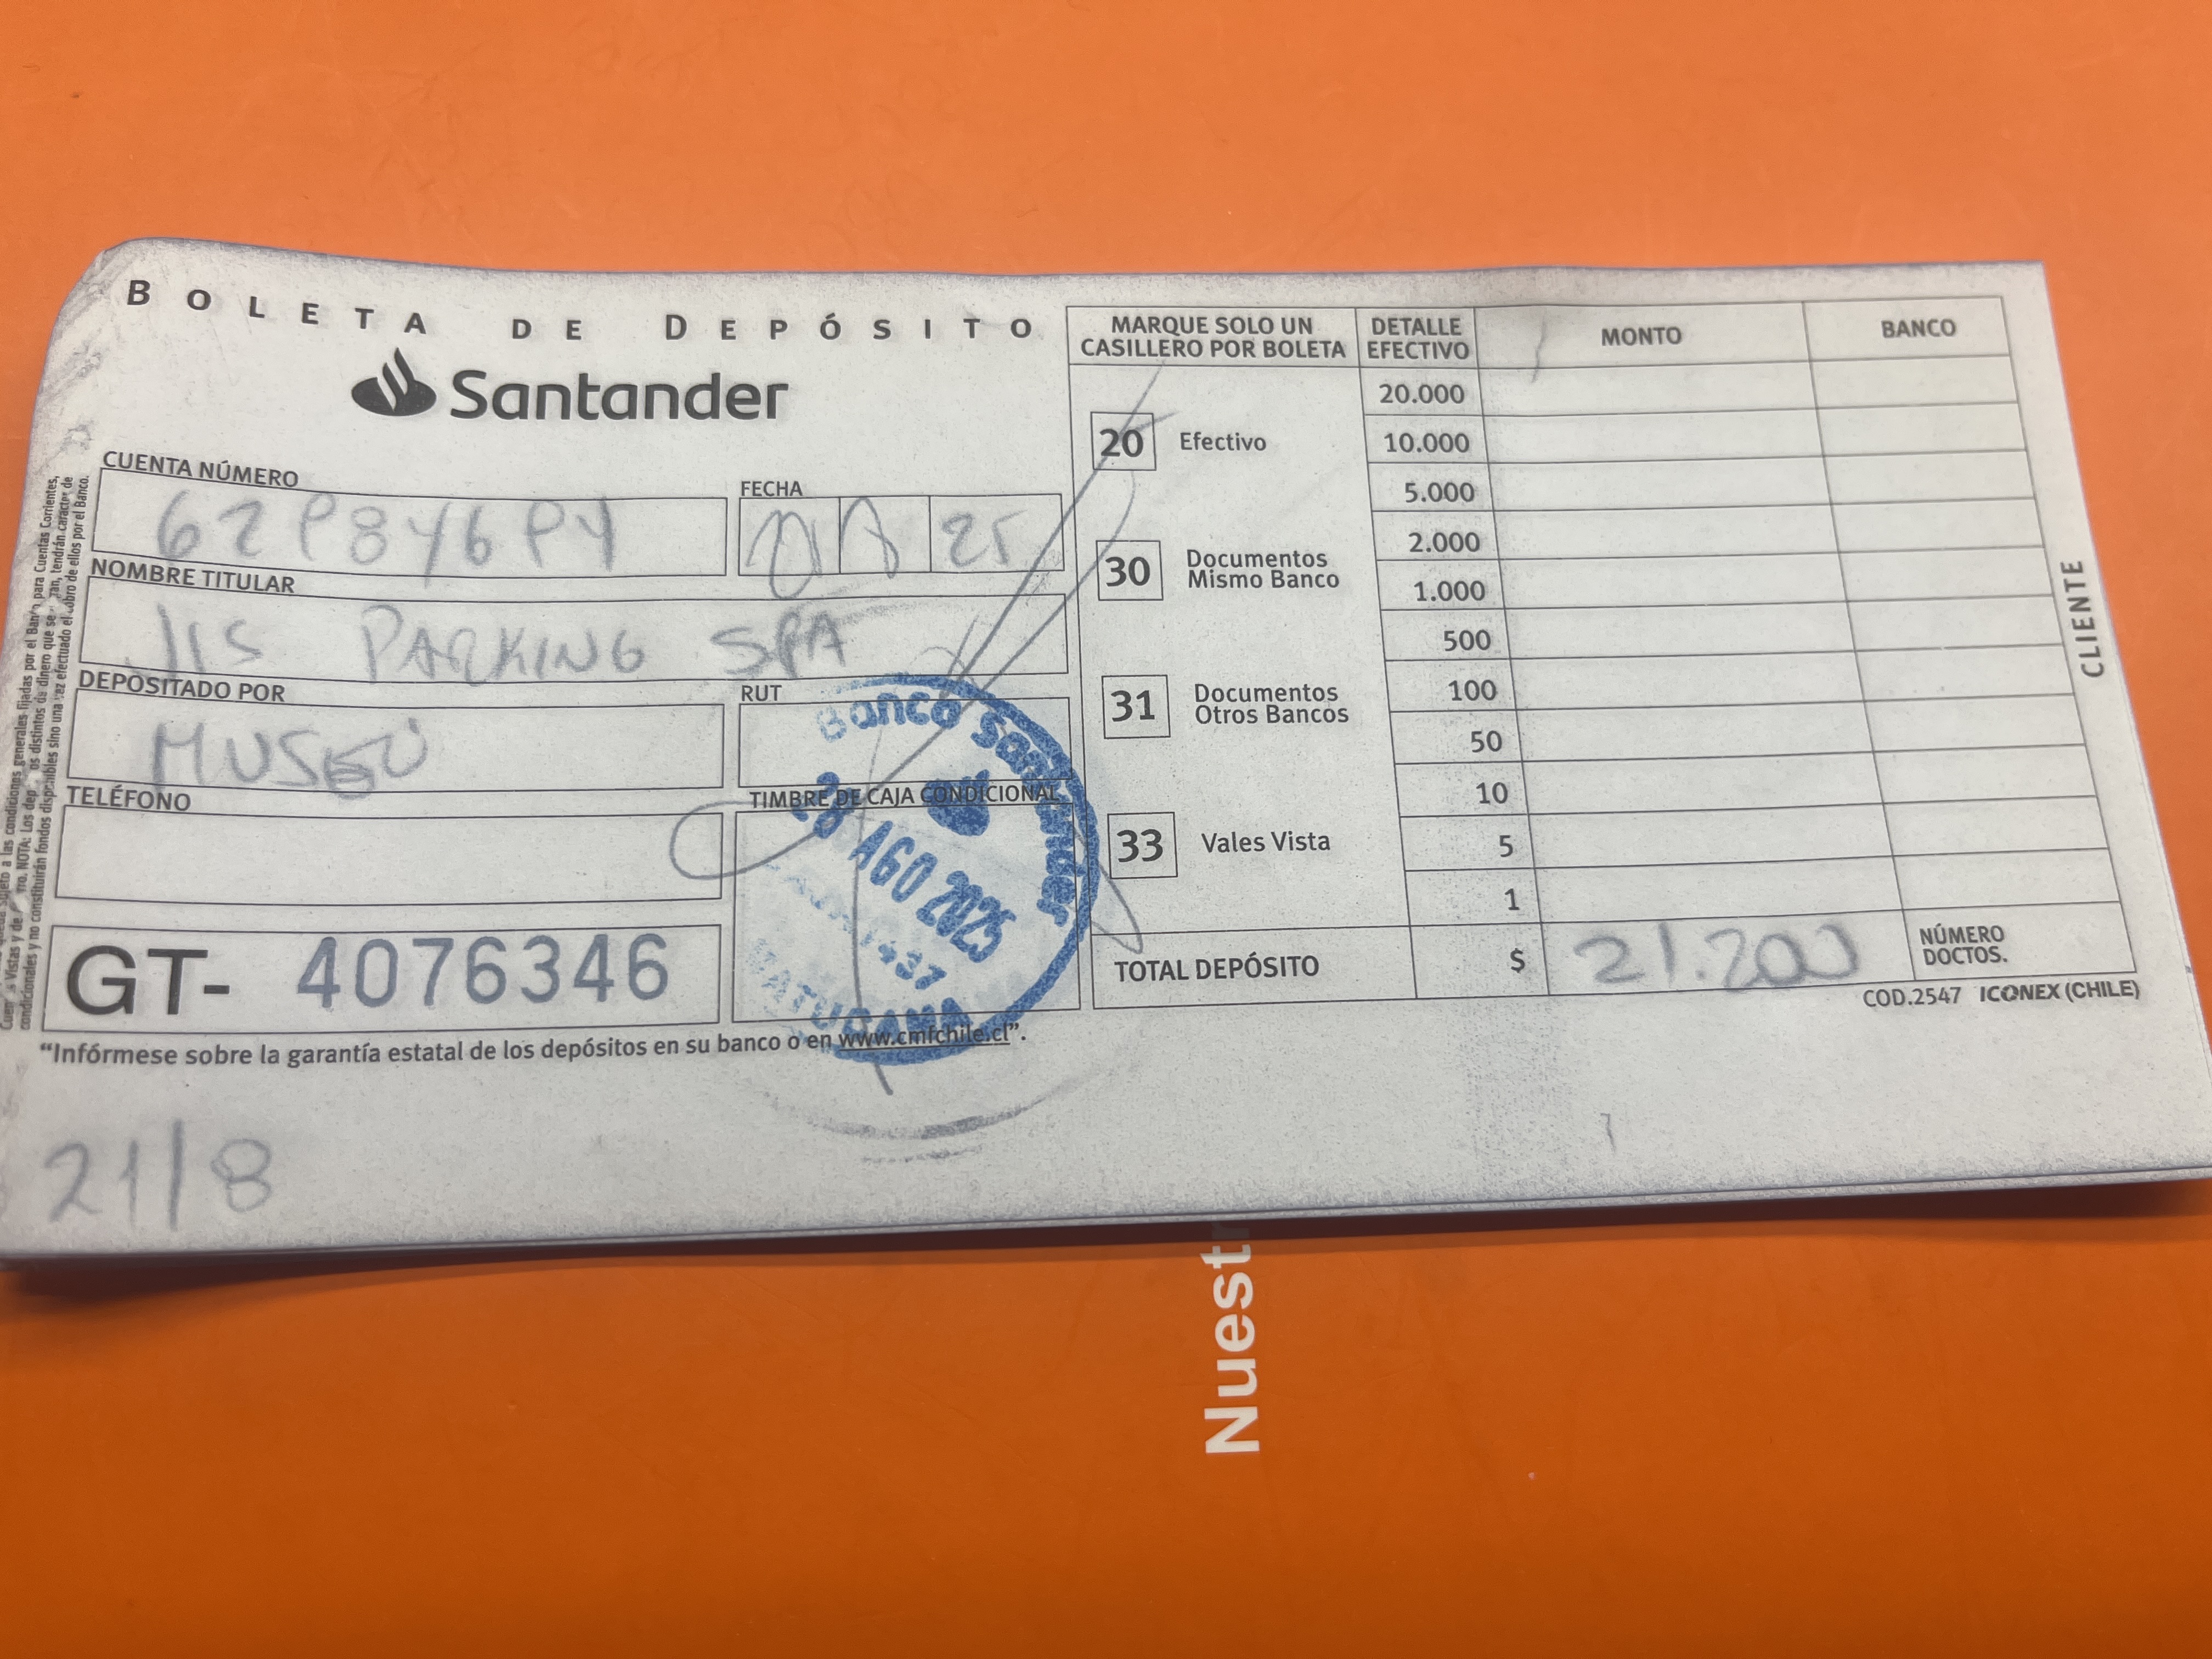 BOLETA DE DEPÓSITO
Santander
CUENTA NÚMERO
FECHA
25
NOMBRE TITULAR
JIS PARKING SPA
DEPOSITADO POR
MUSEO
RUT
TELÉFONO
TIMBRE DE CAJA CONDICIONAL
Banco Santander
28 AGO 2025
MATUCANA
GT- 4076346
"Infórmese sobre la garantía estatal de los depósitos en su banco o en www.cmfchile.cl".
21/8
MARQUE SOLO UN CASILLERO POR BOLETA
20 Efectivo
30 Documentos Mismo Banco
31 Documentos Otros Bancos
33 Vales Vista
DETALLE EFECTIVO
MONTO
BANCO
20.000
10.000
5.000
2.000
1.000
500
100
50
10
5
1
TOTAL DEPÓSITO
$ 21.200
NÚMERO DOCTOS.
COD.2547 ICONEX (CHILE)
CLIENTE
Nuest